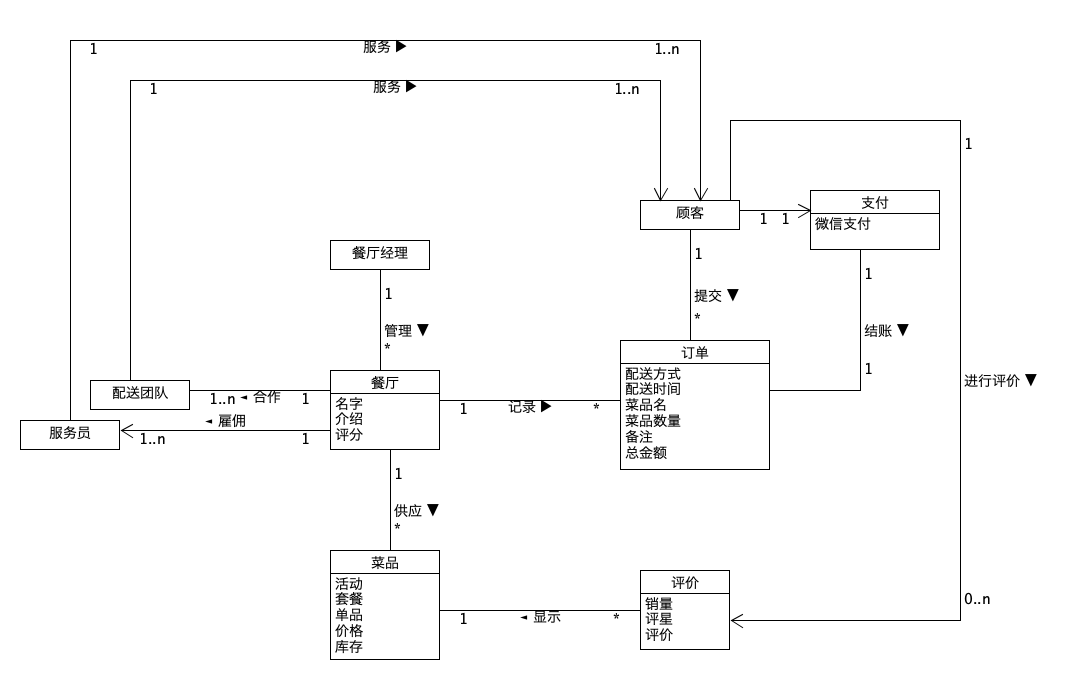 1 服务 ▶ 1..n
1 服务 ▶ 1..n
1
顾客
1 1
支付
微信支付
餐厅经理
1
管理 ▼
*
1
提交 ▼
*
1
结账 ▼
1
进行评价 ▼
配送团队
1..n ◄ 合作 1
服务员
◄ 雇佣
1..n 1
餐厅
名字
介绍
评分
1 记录 ▶ *
订单
配送方式
配送时间
菜品名
菜品数量
备注
总金额
1
供应 ▼
*
菜品
活动
套餐
单品
价格
库存
1 ◄ 显示 *
评价
销量
评星
评价
0..n